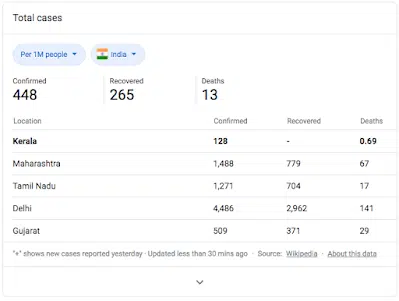 Total cases
Per 1M people India
Confirmed Recovered Deaths
448 265 13
Location Confirmed Recovered Deaths
Kerala 128 - 0.69
Maharashtra 1,488 779 67
Tamil Nadu 1,271 704 17
Delhi 4,486 2,962 141
Gujarat 509 371 29
"+" shows new cases reported yesterday · Updated less than 30 mins ago · Source: Wikipedia · About this data